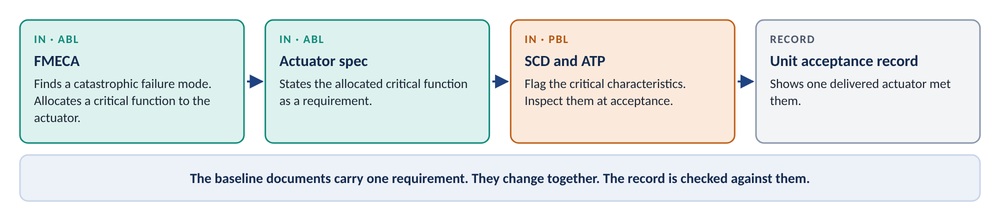 IN · ABL
FMECA
Finds a catastrophic failure mode.
Allocates a critical function to the
actuator.
IN · ABL
Actuator spec
States the allocated critical function
as a requirement.
IN · PBL
SCD and ATP
Flag the critical characteristics.
Inspect them at acceptance.
RECORD
Unit acceptance record
Shows one delivered actuator met
them.
The baseline documents carry one requirement. They change together. The record is checked against them.